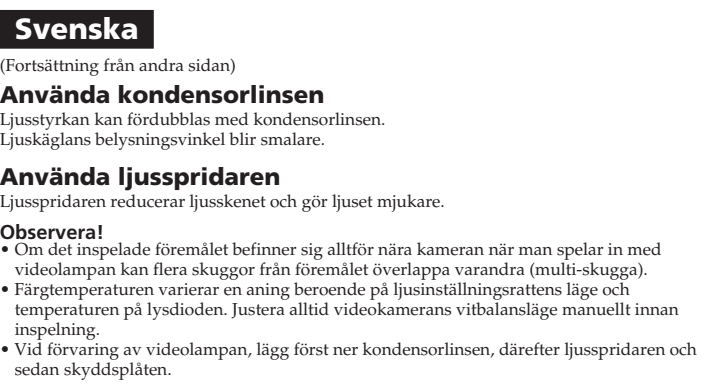 Svenska
(Fortsättning från andra sidan)
Använda kondensorlinsen
Ljusstyrkan kan fördubblas med kondensorlinsen.
Ljuskäglans belysningsvinkel blir smalare.
Använda ljusspridaren
Ljusspridaren reducerar ljusskenet och gör ljuset mjukare.
Observera!
• Om det inspelade föremålet befinner sig alltför nära kameran när man spelar in med
videolampan kan flera skuggor från föremålet överlappa varandra (multi-skugga).
• Färgtemperaturen varierar en aning beroende på ljusinställningsrattens läge och
temperaturen på lysdioden. Justera alltid videokamerans vitbalansläge manuellt innan
inspelning.
• Vid förvaring av videolampan, lägg först ner kondensorlinsen, därefter ljusspridaren och
sedan skyddsplåten.